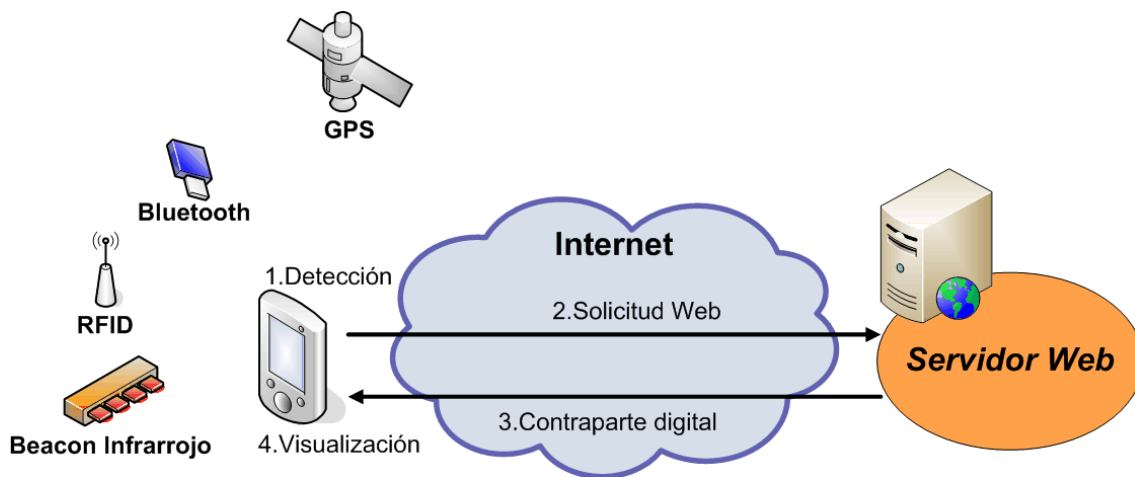 GPS
Bluetooth
Internet
1.Detección
2.Solicitud Web
RFID
Servidor Web
3.Contraparte digital
Beacon Infrarrojo
4.Visualización